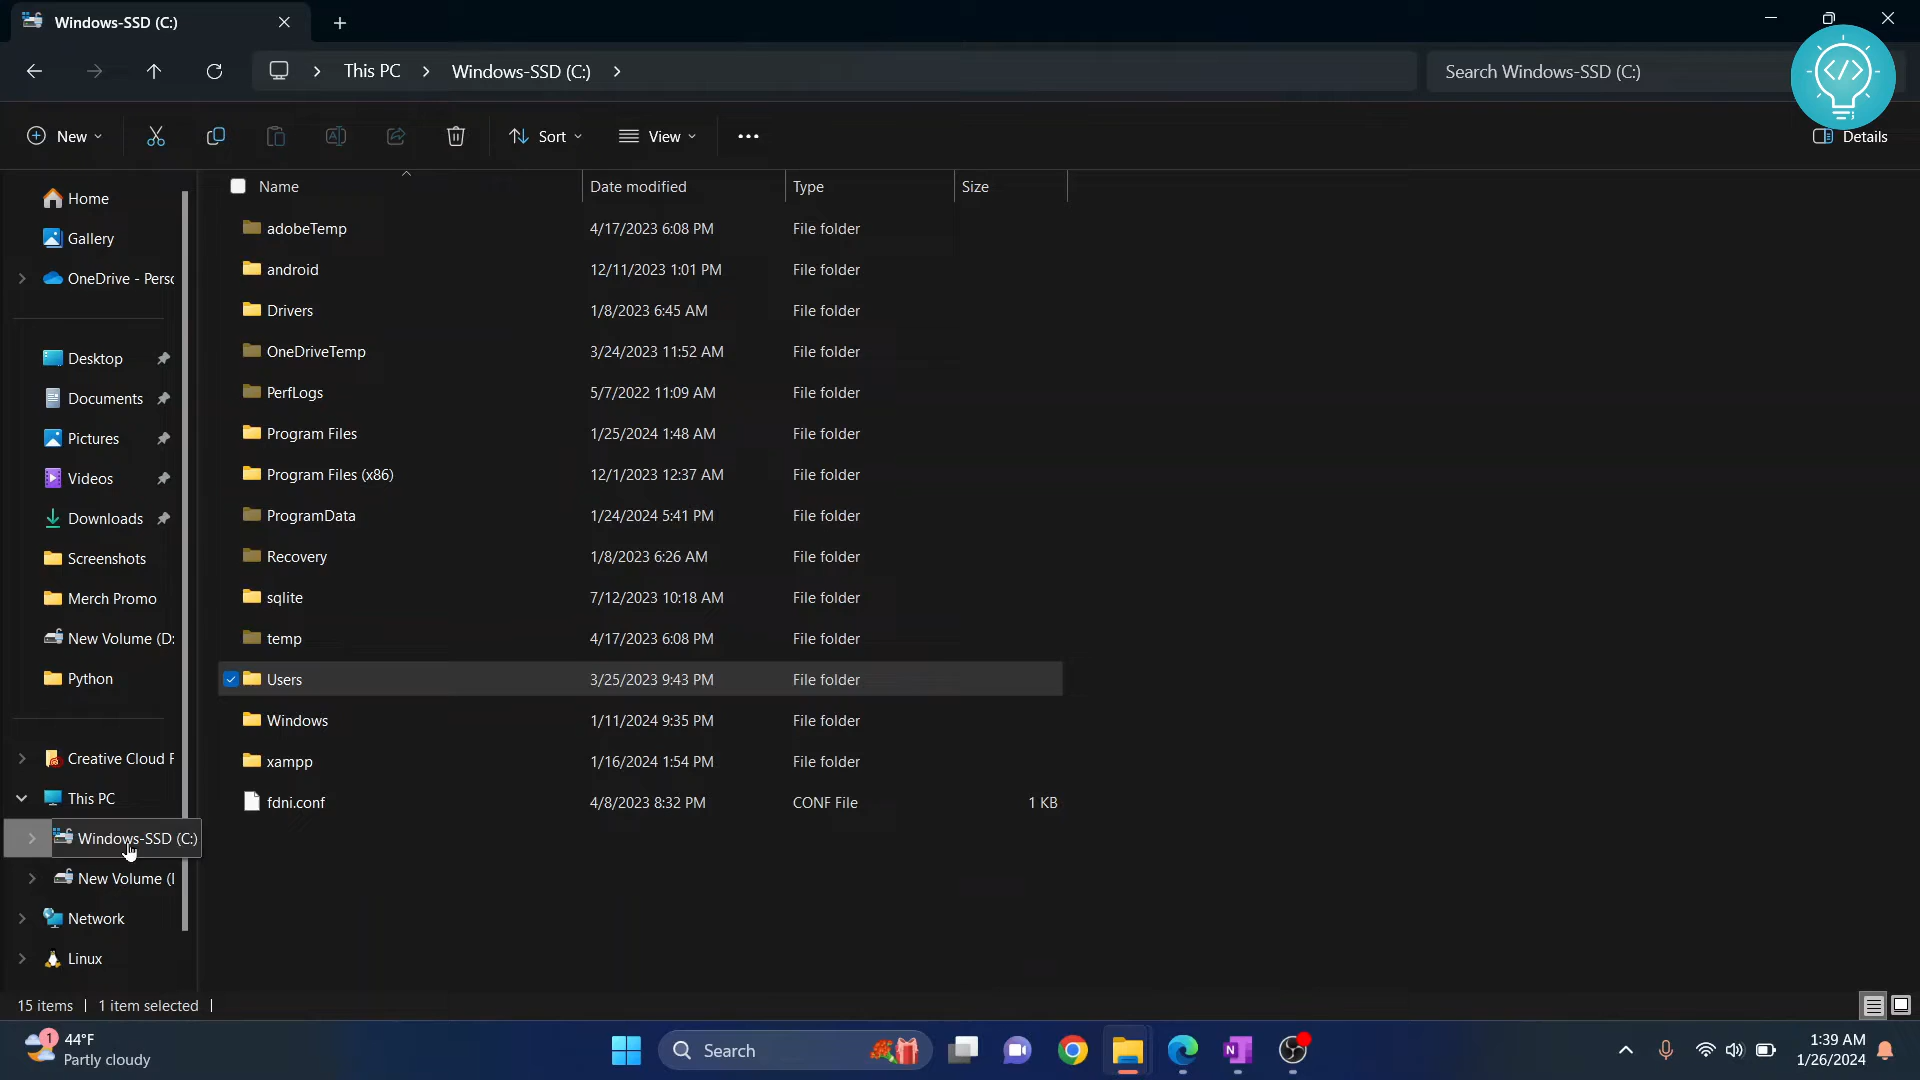 Windows-SSD (C:)
This PC
Windows-SSD (C:)
Search Windows-SSD (C:)
New
Sort
View
Details
Name
Date modified
Type
Size
Home
Gallery
OneDrive - Persc
Desktop
Documents
Pictures
Videos
Downloads
Screenshots
Merch Promo
New Volume (D:
Python
Creative Cloud F
This PC
Windows-SSD (C:)
New Volume (I
Network
Linux
adobeTemp 4/17/2023 6:08 PM File folder
android 12/11/2023 1:01 PM File folder
Drivers 1/8/2023 6:45 AM File folder
OneDriveTemp 3/24/2023 11:52 AM File folder
PerfLogs 5/7/2022 11:09 AM File folder
Program Files 1/25/2024 1:48 AM File folder
Program Files (x86) 12/1/2023 12:37 AM File folder
ProgramData 1/24/2024 5:41 PM File folder
Recovery 1/8/2023 6:26 AM File folder
sqlite 7/12/2023 10:18 AM File folder
temp 4/17/2023 6:08 PM File folder
Users 3/25/2023 9:43 PM File folder
Windows 1/11/2024 9:35 PM File folder
xampp 1/16/2024 1:54 PM File folder
fdni.conf 4/8/2023 8:32 PM CONF File 1 KB
15 items
1 item selected
1
44°F
Partly cloudy
Search
N
1:39 AM
1/26/2024